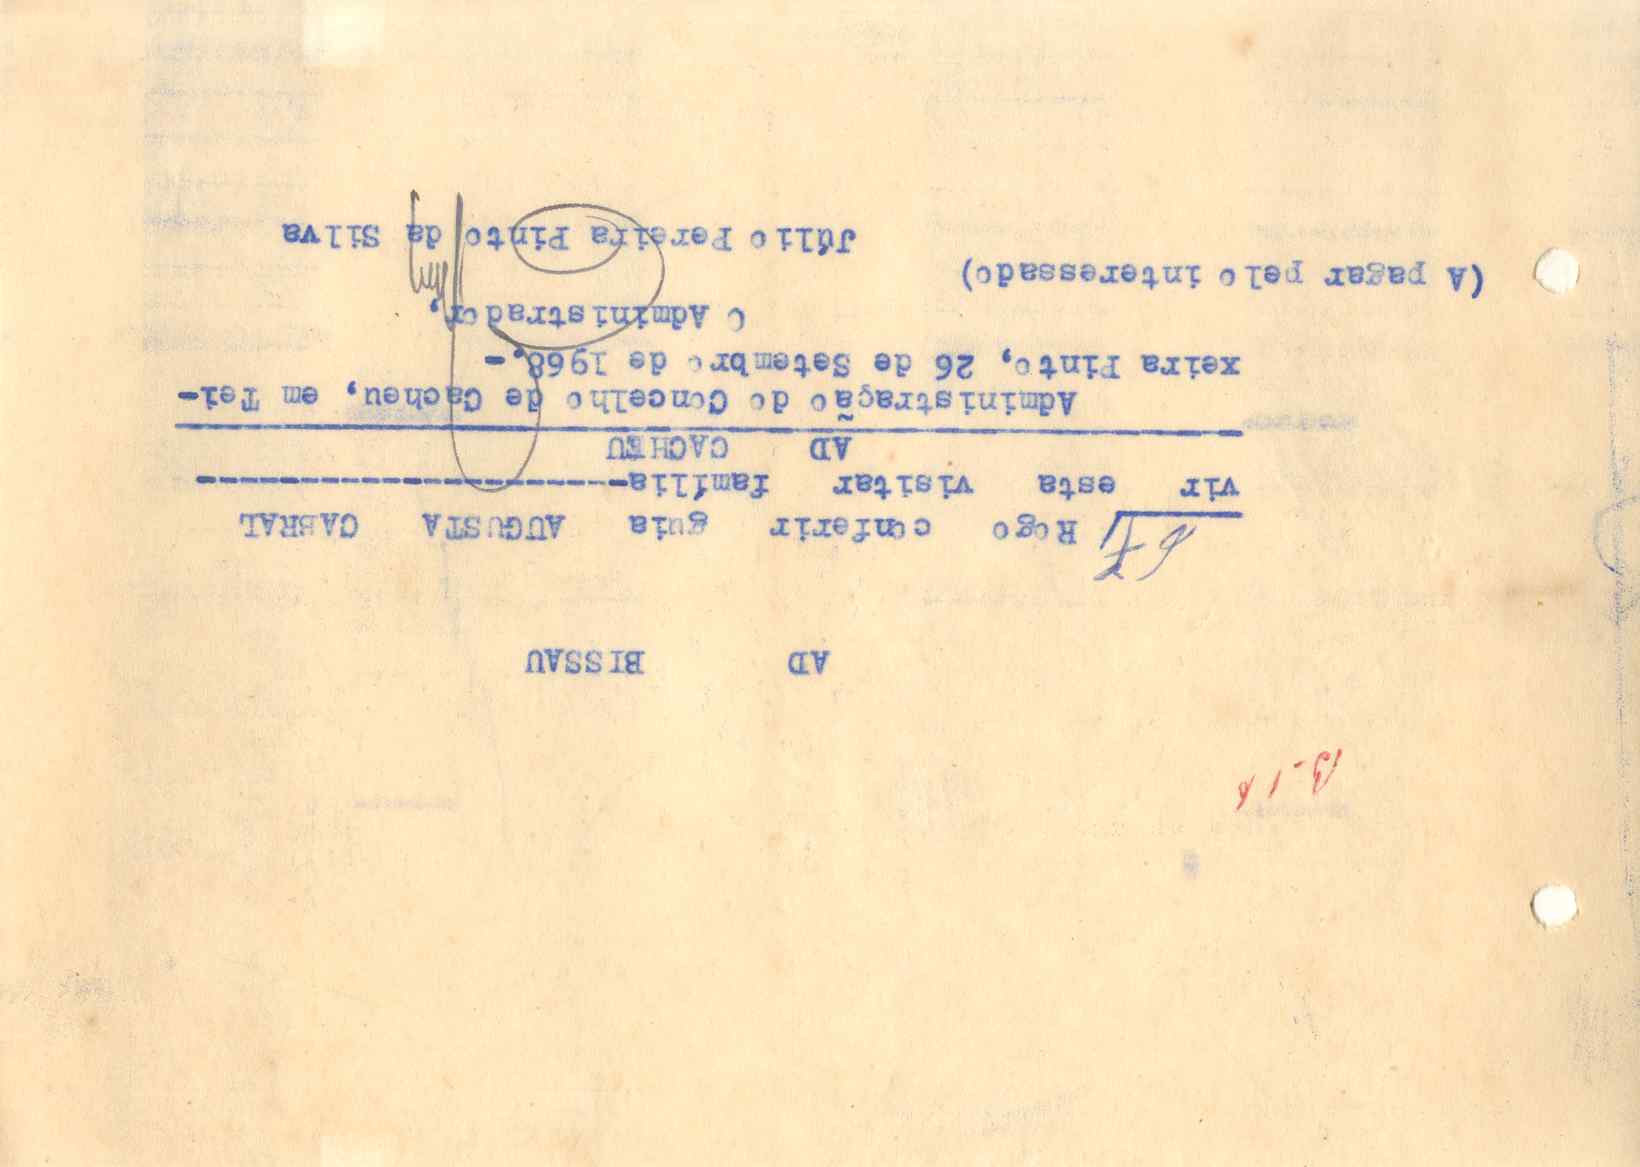 B-1
AD BISSAU
67 Rogo conferir guia AUGUSTA CABRAL
vir esta visitar família-----------------------
AD CACHEU
Administração do Concelho de Cacheu, em Tei-
xeira Pinto, 26 de Setembro de 1968.-
O Administrador,
(A pagar pelo interessado)
Júlio Pereira Pinto da Silva